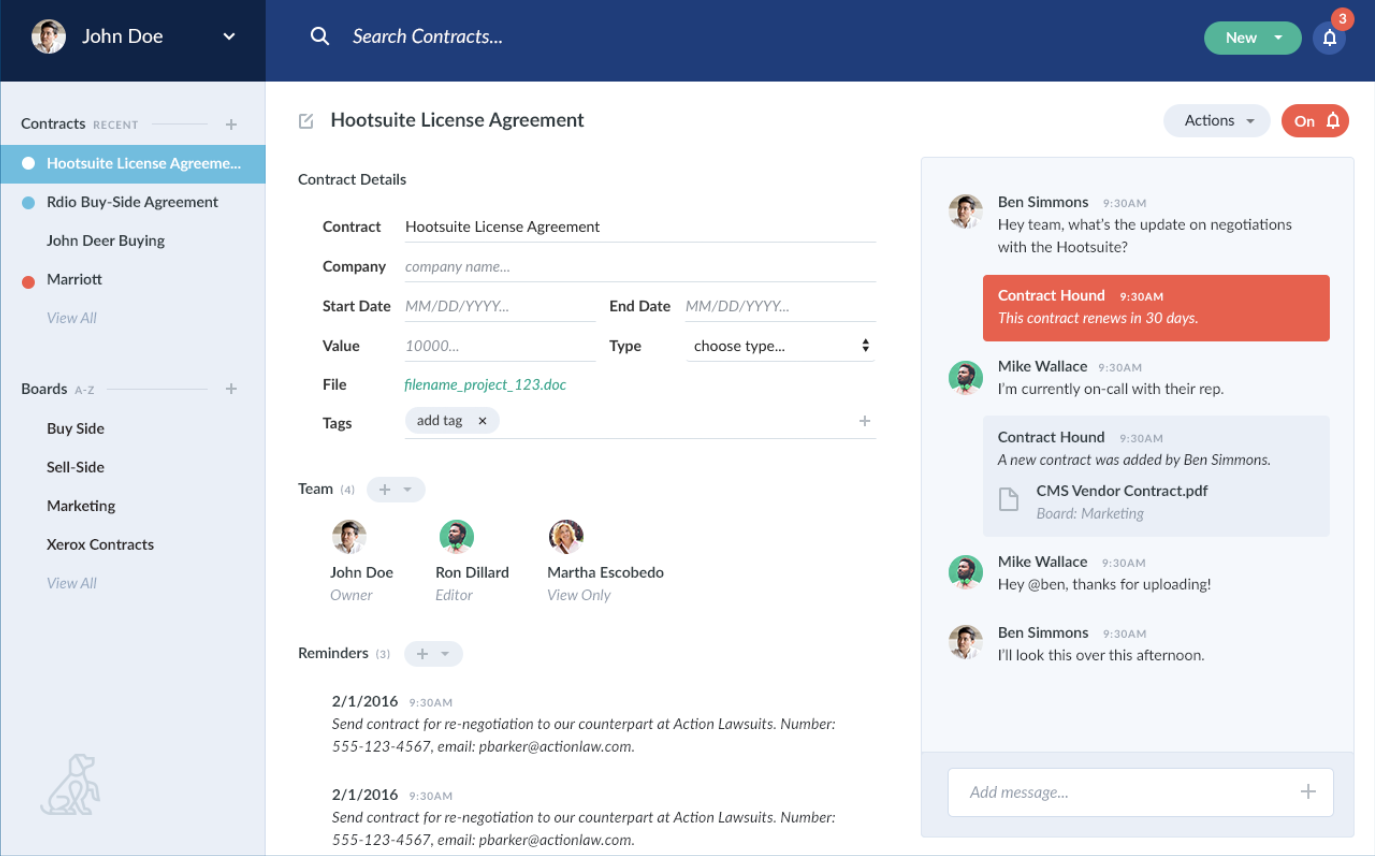 John Doe
Search Contracts...
New
3
Contracts RECENT
Hootsuite License Agreeme...
Rdio Buy-Side Agreement
John Deer Buying
Marriott
View All
Boards A-Z
Buy Side
Sell-Side
Marketing
Xerox Contracts
View All
Hootsuite License Agreement
Actions
On
Contract Details
Contract Hootsuite License Agreement
Company company name...
Start Date MM/DD/YYYY... End Date MM/DD/YYYY...
Value 10000... Type choose type...
File filename_project_123.doc
Tags add tag ×
Team (4)
John Doe
Owner
Ron Dillard
Editor
Martha Escobedo
View Only
Reminders (3)
2/1/2016 9:30AM
Send contract for re-negotiation to our counterpart at Action Lawsuits. Number:
555-123-4567, email: pbarker@actionlaw.com.
2/1/2016 9:30AM
Send contract for re-negotiation to our counterpart at Action Lawsuits. Number:
555-123-4567, email: pbarker@actionlaw.com.
Ben Simmons 9:30AM
Hey team, what's the update on negotiations
with the Hootsuite?
Contract Hound 9:30AM
This contract renews in 30 days.
Mike Wallace 9:30AM
I'm currently on-call with their rep.
Contract Hound 9:30AM
A new contract was added by Ben Simmons.
CMS Vendor Contract.pdf
Board: Marketing
Mike Wallace 9:30AM
Hey @ben, thanks for uploading!
Ben Simmons 9:30AM
I'll look this over this afternoon.
Add message...